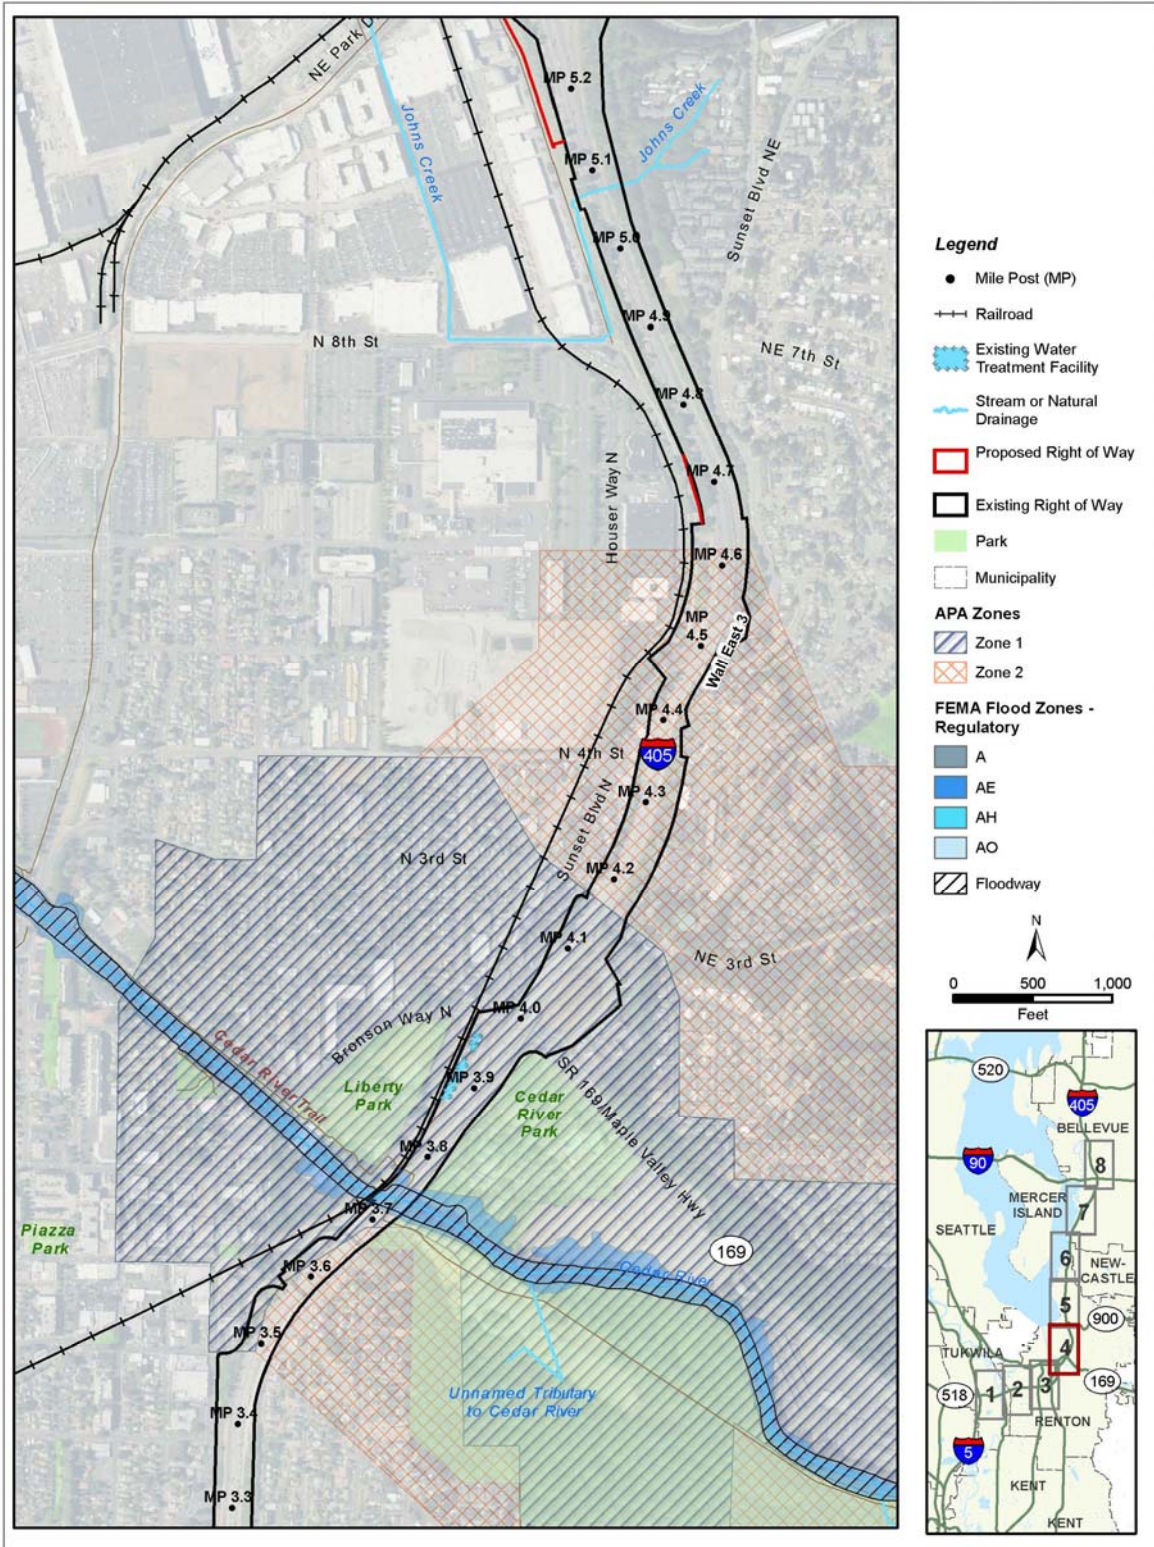 NE Park D
MP 5.2
Johns Creek
Johns Creek
MP 5.1
Sunset Blvd NE
MP 5.0
MP 4.9
N 8th St
NE 7th St
MP 4.8
Houser Way N
MP 4.7
MP 4.6
MP
4.5
Wall East 3
MP 4.4
N 4th St
405
MP 4.3
Sunset Blvd N
N 3rd St
MP 4.2
MP 4.1
NE 3rd St
MP 4.0
Bronson Way N
Cedar River Trail
SR 169/Maple Valley Hwy
MP 3.9
Liberty
Park
Cedar
River
Park
MP 3.8
MP 3.7
Piazza
Park
169
MP 3.6
Cedar River
MP 3.5
Unnamed Tributary
to Cedar River
MP 3.4
MP 3.3
Legend
Mile Post (MP)
Railroad
Existing Water
Treatment Facility
Stream or Natural
Drainage
Proposed Right of Way
Existing Right of Way
Park
Municipality
APA Zones
Zone 1
Zone 2
FEMA Flood Zones -
Regulatory
A
AE
AH
AO
Floodway
N
0 500 1,000
Feet
520
405
BELLEVUE
90
8
MERCER
ISLAND
7
SEATTLE
6
NEW-
CASTLE
5
900
4
TUKWILA
169
518
1
2
3
RENTON
5
KENT
KENT